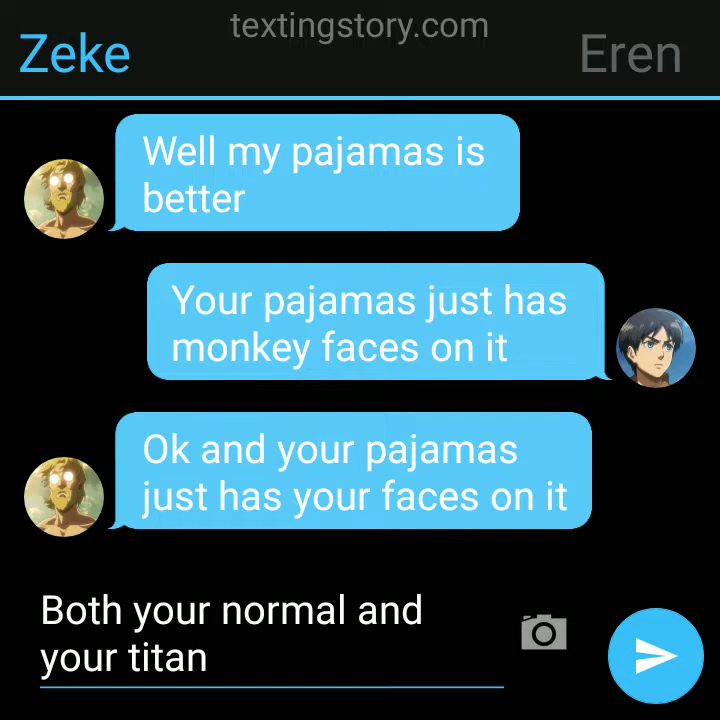 textingstory.com
Zeke
Eren
Well my pajamas is
better
Your pajamas just has
monkey faces on it
Ok and your pajamas
just has your faces on it
Both your normal and
your titan